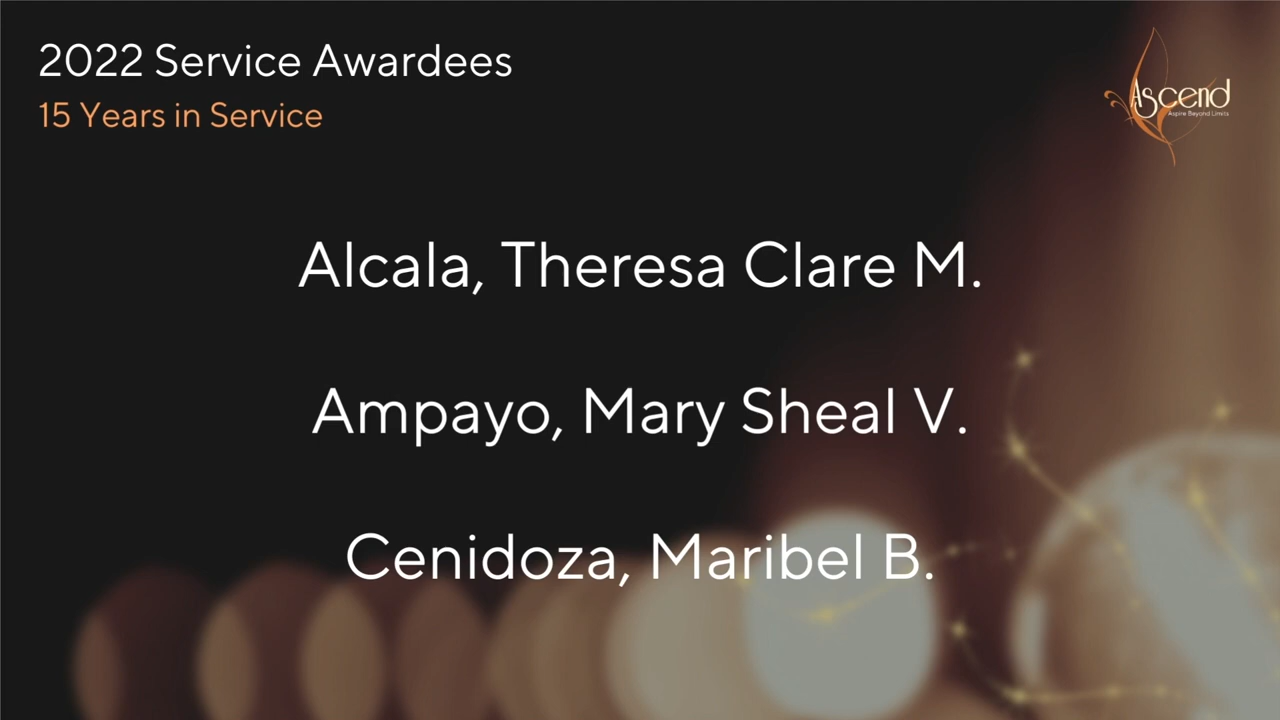 2022 Service Awardees
15 Years in Service
Ascend
Aspire Beyond Limits
Alcala, Theresa Clare M.
Ampayo, Mary Sheal V.
Cenidoza, Maribel B.